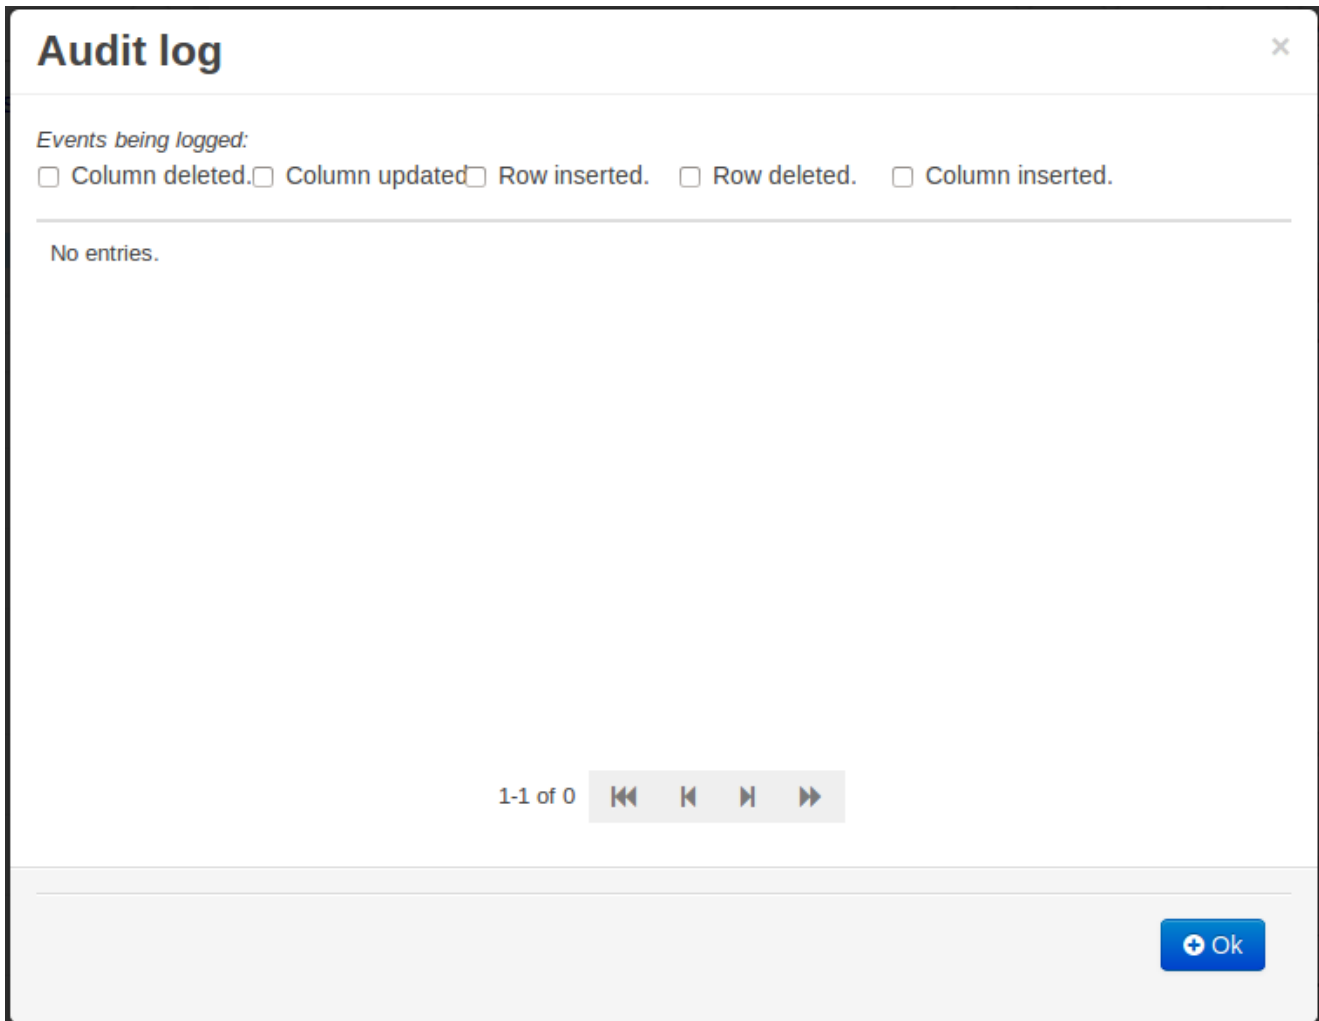 Audit log
×
Events being logged:
Column deleted. Column updated Row inserted. Row deleted. Column inserted.
No entries.
1-1 of 0
Ok